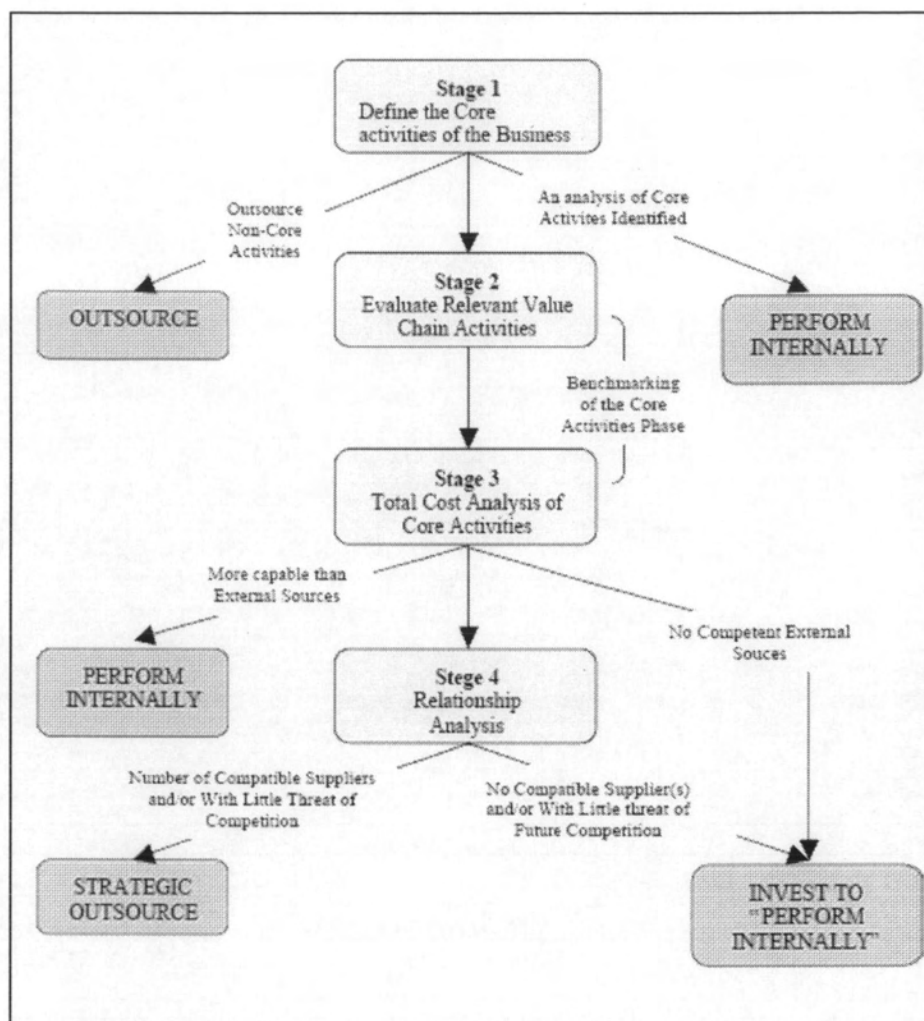 Stage 1
Define the Core
activities of the Business
Outsource
Non-Core
Activities
An analysis of Core
Activites Identified
Stage 2
Evaluate Relevant Value
Chain Activities
OUTSOURCE
PERFORM
INTERNALLY
Benchmarking
of the Core
Activities Phase
Stage 3
Total Cost Analysis of
Core Activities
More capable than
External Sources
No Competent External
Souces
PERFORM
INTERNALLY
Stege 4
Relationship
Analysis
Number of Compatible Suppliers
and/or With Little Threat of
Competition
No Compatible Supplier(s)
and/or With Little threat of
Future Competition
STRATEGIC
OUTSOURCE
INVEST TO
"PERFORM
INTERNALLY"